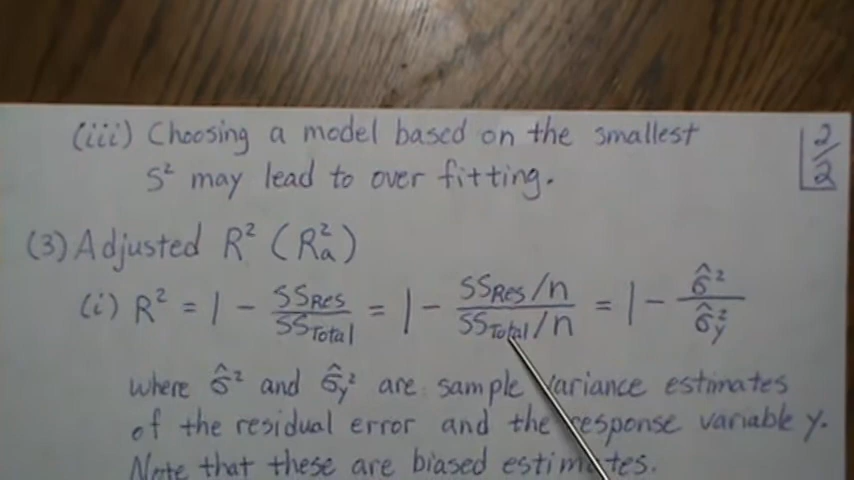 (iii) Choosing a model based on the smallest
S² may lead to over fitting.
2/2
(3) Adjusted R² (R²ₐ)
(i) R² = 1 - SSRes/SSTotal = 1 - (SSRes/n)/(SSTotal/n) = 1 - σ̂²/σ̂y²
where σ̂² and σ̂y² are sample variance estimates
of the residual error and the response variable y.
Note that these are biased estimates.